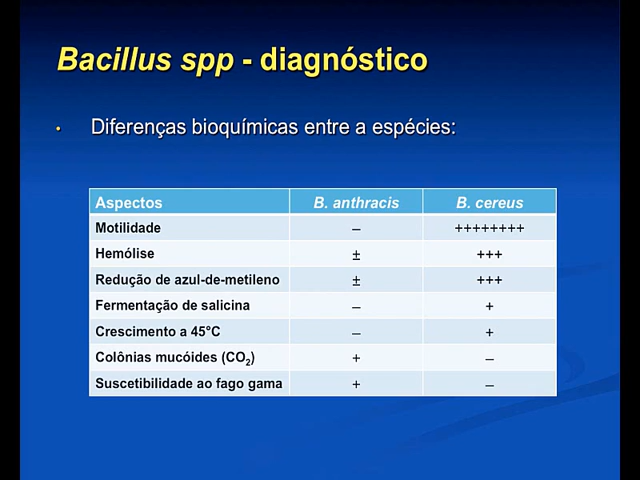 Bacillus spp - diagnóstico
• Diferenças bioquímicas entre a espécies:
Aspectos B. anthracis B. cereus
Motilidade – ++++++++
Hemólise ± +++
Redução de azul-de-metileno ± +++
Fermentação de salicina – +
Crescimento a 45°C – +
Colônias mucóides (CO₂) + –
Suscetibilidade ao fago gama + –